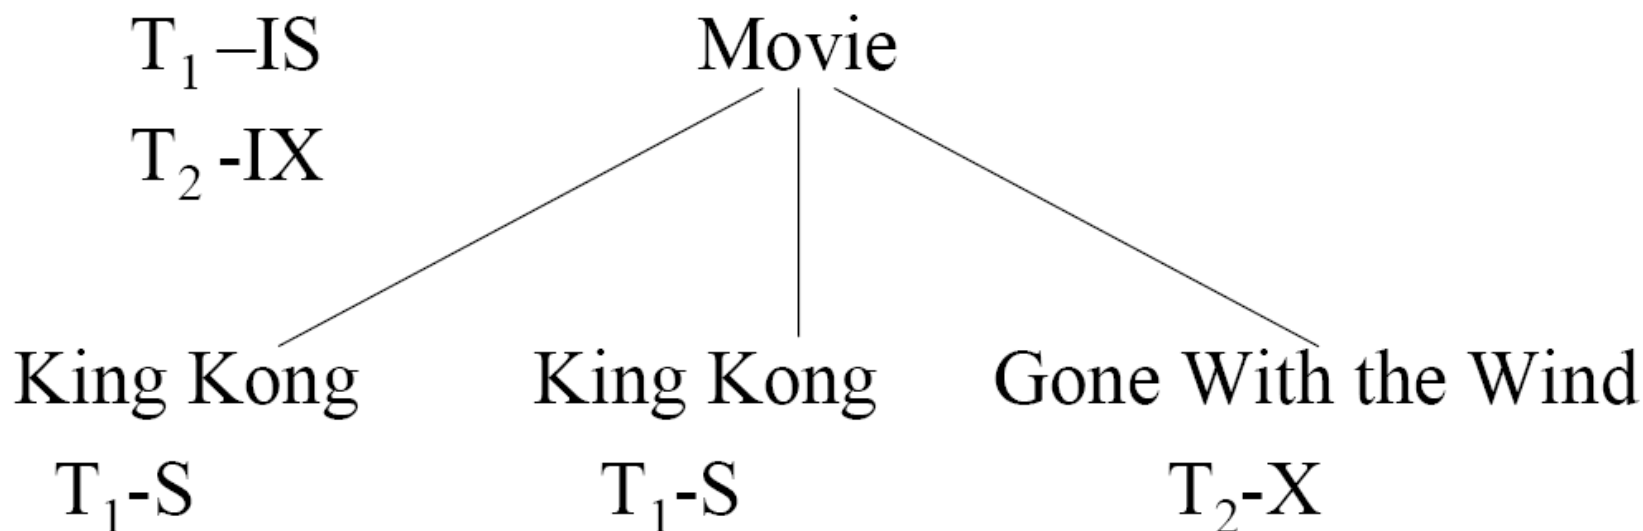 T₁ –IS Movie
T₂ -IX
King Kong King Kong Gone With the Wind
T₁-S T₁-S T₂-X